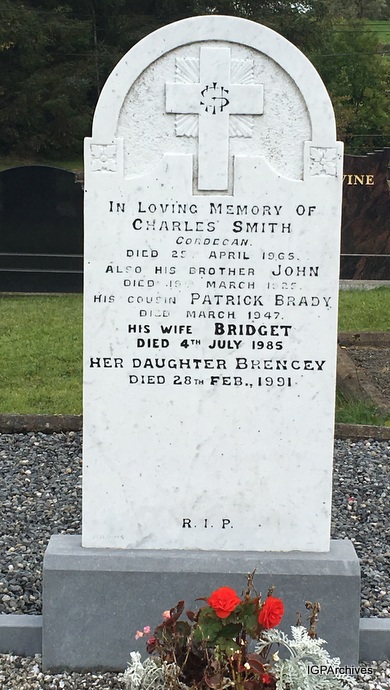 IHS
IN LOVING MEMORY OF
CHARLES SMITH
CORDECAN.
DIED APRIL 1965.
ALSO HIS BROTHER JOHN
DIED MARCH
HIS COUSIN PATRICK BRADY
DIED MARCH 1947.
HIS WIFE BRIDGET
DIED 4TH JULY 1985
HER DAUGHTER BRENCEY
DIED 28TH FEB., 1991
R. I. P.
VINE
IGPArchives